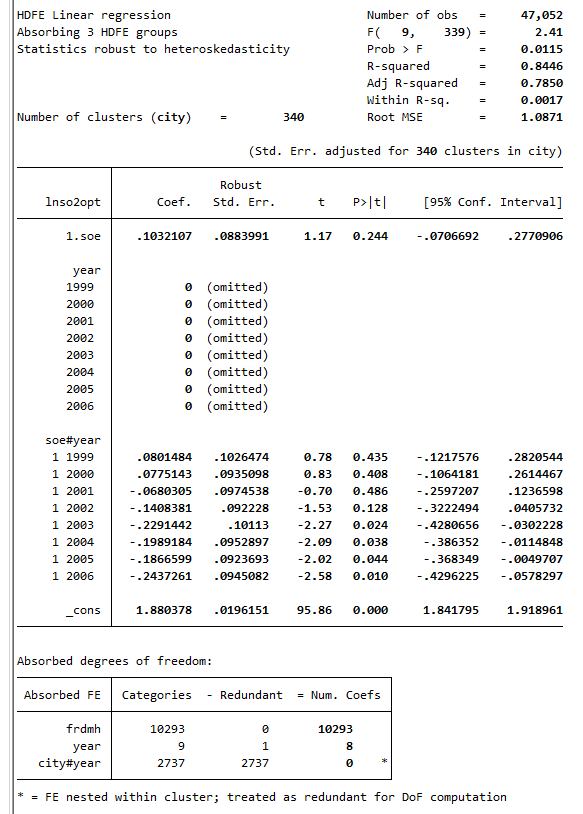 HDFE Linear regression Number of obs = 47,052
Absorbing 3 HDFE groups F( 9, 339) = 2.41
Statistics robust to heteroskedasticity Prob > F = 0.0115
R-squared = 0.8446
Adj R-squared = 0.7850
Within R-sq. = 0.0017
Number of clusters (city) = 340 Root MSE = 1.0871
(Std. Err. adjusted for 340 clusters in city)
Robust
lnso2opt Coef. Std. Err. t P>|t| [95% Conf. Interval]
1.soe .1032107 .0883991 1.17 0.244 -.0706692 .2770906
year
1999 0 (omitted)
2000 0 (omitted)
2001 0 (omitted)
2002 0 (omitted)
2003 0 (omitted)
2004 0 (omitted)
2005 0 (omitted)
2006 0 (omitted)
soe#year
1 1999 .0801484 .1026474 0.78 0.435 -.1217576 .2820544
1 2000 .0775143 .0935098 0.83 0.408 -.1064181 .2614467
1 2001 -.0680305 .0974538 -0.70 0.486 -.2597207 .1236598
1 2002 -.1408381 .092228 -1.53 0.128 -.3222494 .0405732
1 2003 -.2291442 .10113 -2.27 0.024 -.4280656 -.0302228
1 2004 -.1989184 .0952897 -2.09 0.038 -.386352 -.0114848
1 2005 -.1866599 .0923693 -2.02 0.044 -.368349 -.0049707
1 2006 -.2437261 .0945082 -2.58 0.010 -.4296225 -.0578297
_cons 1.880378 .0196151 95.86 0.000 1.841795 1.918961
Absorbed degrees of freedom:
Absorbed FE Categories - Redundant = Num. Coefs
frdmh 10293 0 10293
year 9 1 8
city#year 2737 2737 0 *
* = FE nested within cluster; treated as redundant for DoF computation